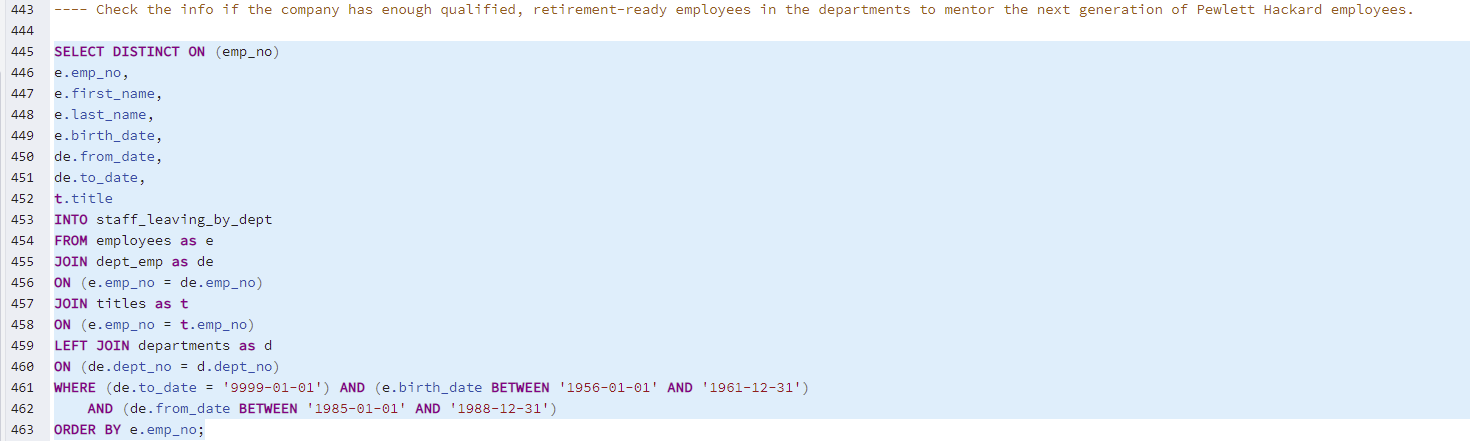 443 ---- Check the info if the company has enough qualified, retirement-ready employees in the departments to mentor the next generation of Pewlett Hackard employees.
444
445 SELECT DISTINCT ON (emp_no)
446 e.emp_no,
447 e.first_name,
448 e.last_name,
449 e.birth_date,
450 de.from_date,
451 de.to_date,
452 t.title
453 INTO staff_leaving_by_dept
454 FROM employees as e
455 JOIN dept_emp as de
456 ON (e.emp_no = de.emp_no)
457 JOIN titles as t
458 ON (e.emp_no = t.emp_no)
459 LEFT JOIN departments as d
460 ON (de.dept_no = d.dept_no)
461 WHERE (de.to_date = '9999-01-01') AND (e.birth_date BETWEEN '1956-01-01' AND '1961-12-31')
462     AND (de.from_date BETWEEN '1985-01-01' AND '1988-12-31')
463 ORDER BY e.emp_no;